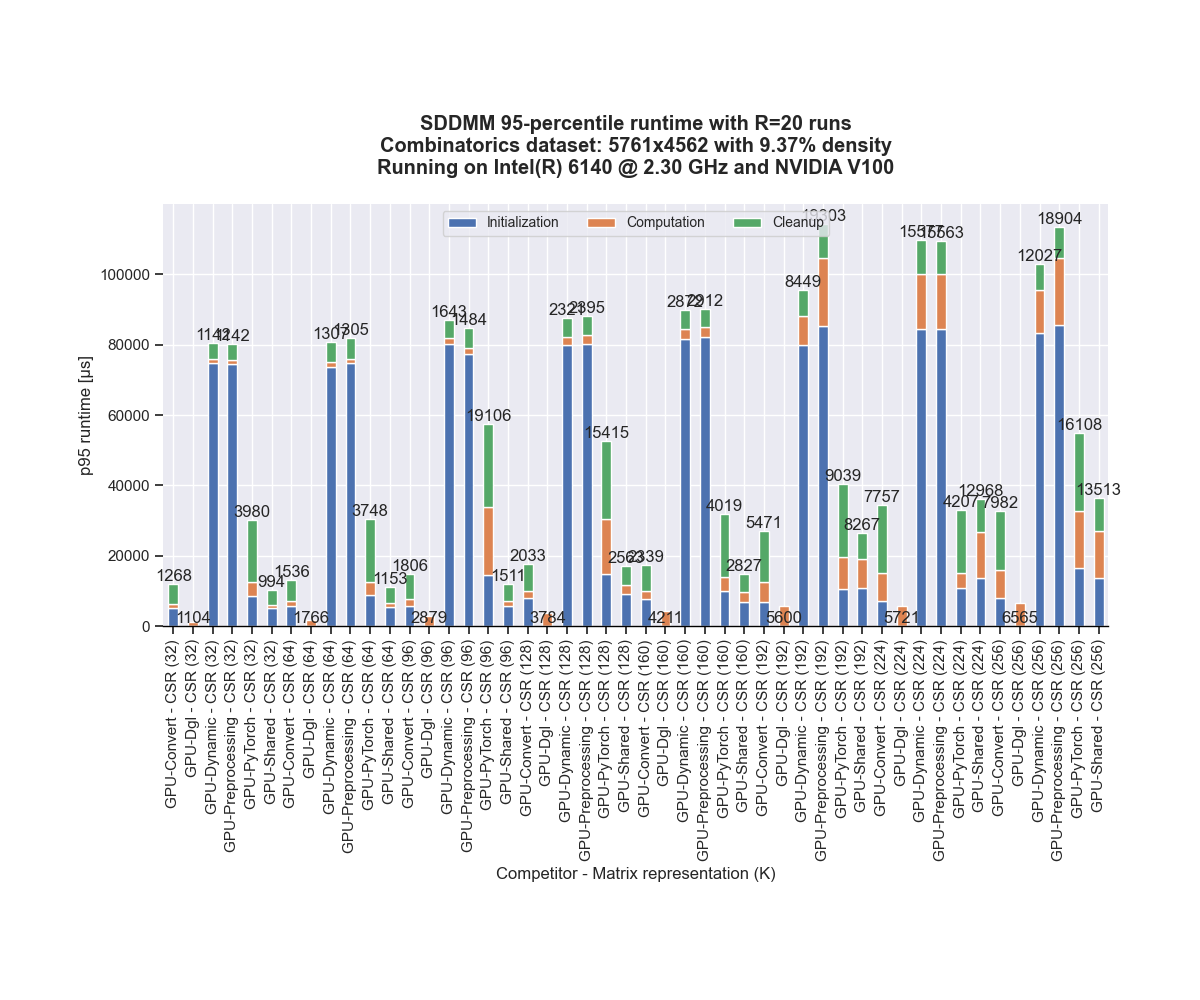 SDDMM 95-percentile runtime with R=20 runs
Combinatorics dataset: 5761x4562 with 9.37% density
Running on Intel(R) 6140 @ 2.30 GHz and NVIDIA V100
Initialization
Computation
Cleanup
p95 runtime [μs]
100000
80000
60000
40000
20000
0
1268
1104
1142
1142
3980
994
1536
1766
1307
1305
3748
1153
1806
2879
1643
1484
19106
1511
2033
3784
2321
2395
15415
2563
2339
4211
2872
2912
4019
2827
5471
5600
8449
19303
9039
8267
7757
5721
15577
15563
4207
12968
7982
6565
12027
18904
16108
13513
GPU-Convert - CSR (32)
GPU-Dgl - CSR (32)
GPU-Dynamic - CSR (32)
GPU-Preprocessing - CSR (32)
GPU-PyTorch - CSR (32)
GPU-Shared - CSR (32)
GPU-Convert - CSR (64)
GPU-Dgl - CSR (64)
GPU-Dynamic - CSR (64)
GPU-Preprocessing - CSR (64)
GPU-PyTorch - CSR (64)
GPU-Shared - CSR (64)
GPU-Convert - CSR (96)
GPU-Dgl - CSR (96)
GPU-Dynamic - CSR (96)
GPU-Preprocessing - CSR (96)
GPU-PyTorch - CSR (96)
GPU-Shared - CSR (96)
GPU-Convert - CSR (128)
GPU-Dgl - CSR (128)
GPU-Dynamic - CSR (128)
GPU-Preprocessing - CSR (128)
GPU-PyTorch - CSR (128)
GPU-Shared - CSR (128)
GPU-Convert - CSR (160)
GPU-Dgl - CSR (160)
GPU-Dynamic - CSR (160)
GPU-Preprocessing - CSR (160)
GPU-PyTorch - CSR (160)
GPU-Shared - CSR (160)
GPU-Convert - CSR (192)
GPU-Dgl - CSR (192)
GPU-Dynamic - CSR (192)
GPU-Preprocessing - CSR (192)
GPU-PyTorch - CSR (192)
GPU-Shared - CSR (192)
GPU-Convert - CSR (224)
GPU-Dgl - CSR (224)
GPU-Dynamic - CSR (224)
GPU-Preprocessing - CSR (224)
GPU-PyTorch - CSR (224)
GPU-Shared - CSR (224)
GPU-Convert - CSR (256)
GPU-Dgl - CSR (256)
GPU-Dynamic - CSR (256)
GPU-Preprocessing - CSR (256)
GPU-PyTorch - CSR (256)
GPU-Shared - CSR (256)
Competitor - Matrix representation (K)